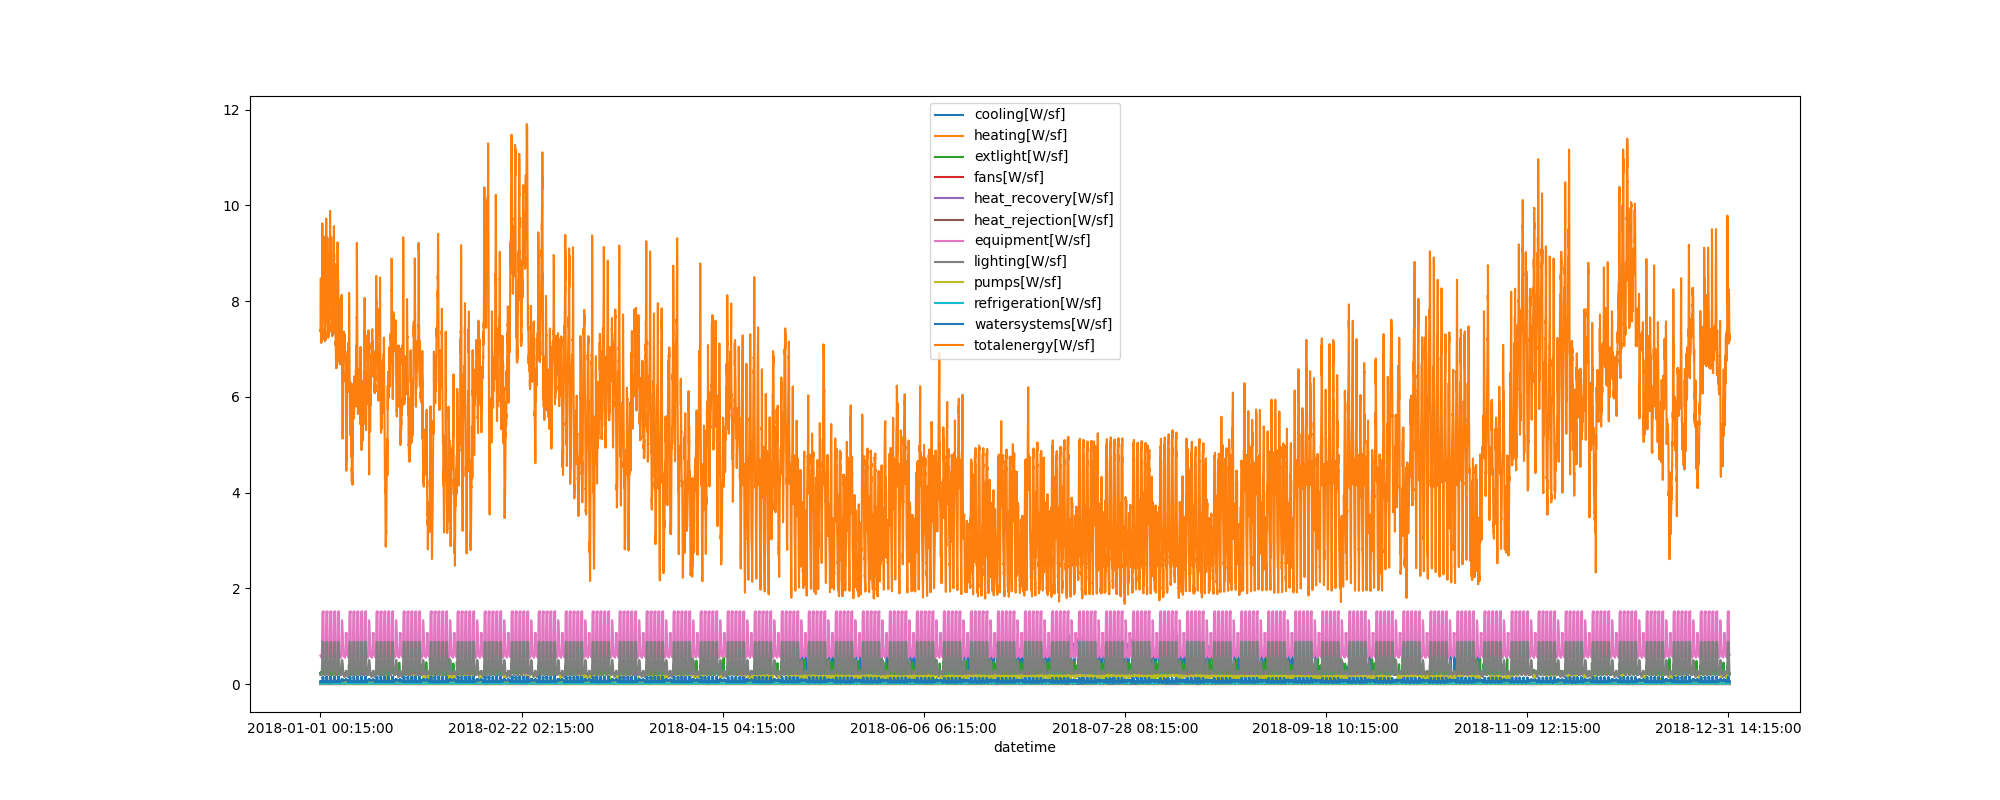 12
10
8
6
4
2
0
cooling[W/sf]
heating[W/sf]
extlight[W/sf]
fans[W/sf]
heat_recovery[W/sf]
heat_rejection[W/sf]
equipment[W/sf]
lighting[W/sf]
pumps[W/sf]
refrigeration[W/sf]
watersystems[W/sf]
totalenergy[W/sf]
2018-01-01 00:15:00 2018-02-22 02:15:00 2018-04-15 04:15:00 2018-06-06 06:15:00 2018-07-28 08:15:00 2018-09-18 10:15:00 2018-11-09 12:15:00 2018-12-31 14:15:00
datetime